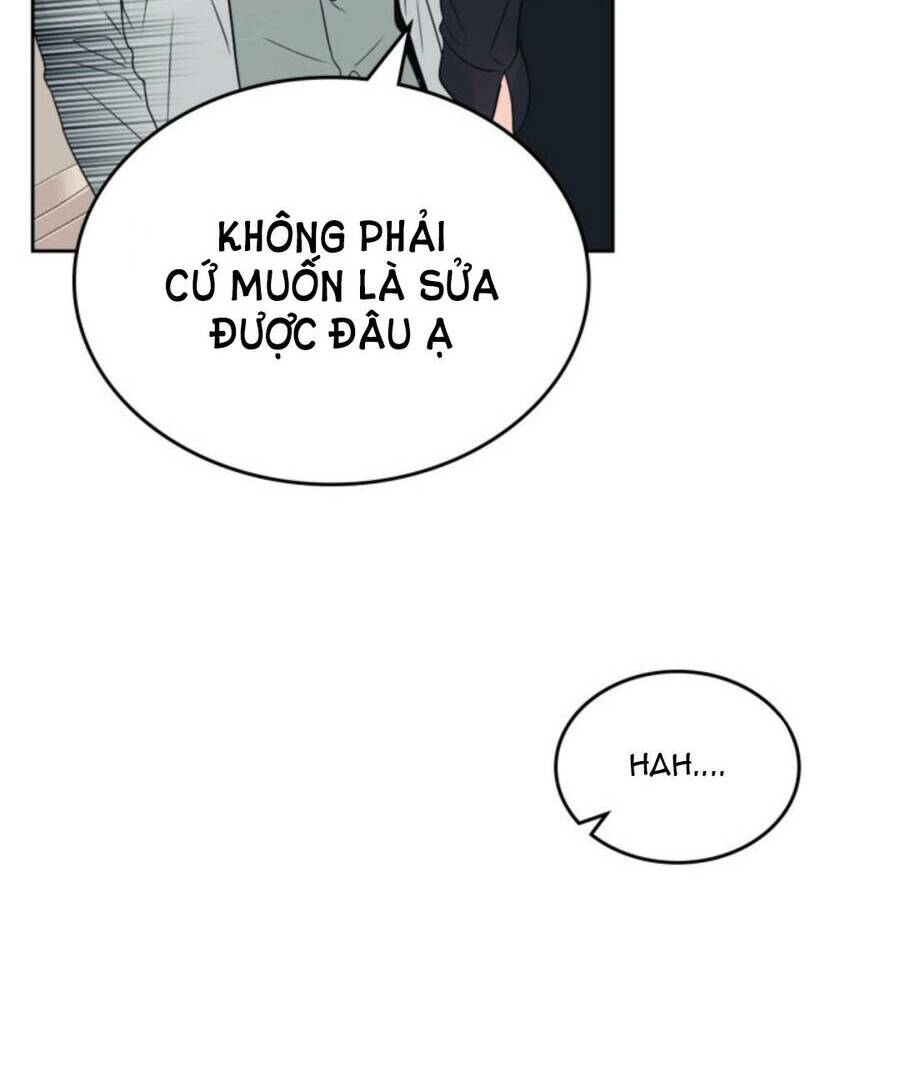 KHÔNG PHẢI
CỨ MUỐN LÀ SỬA
ĐƯỢC ĐÂU Ạ
HAH....